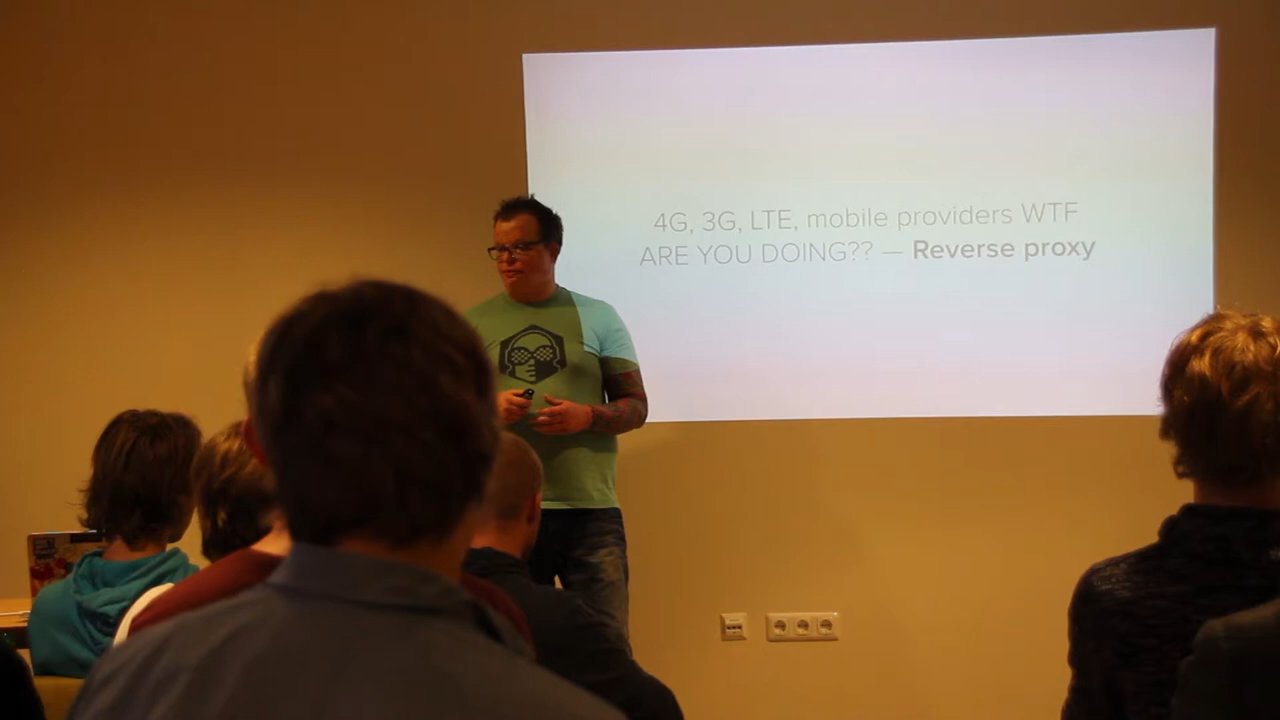 4G, 3G, LTE, mobile providers WTF
ARE YOU DOING?? — Reverse proxy